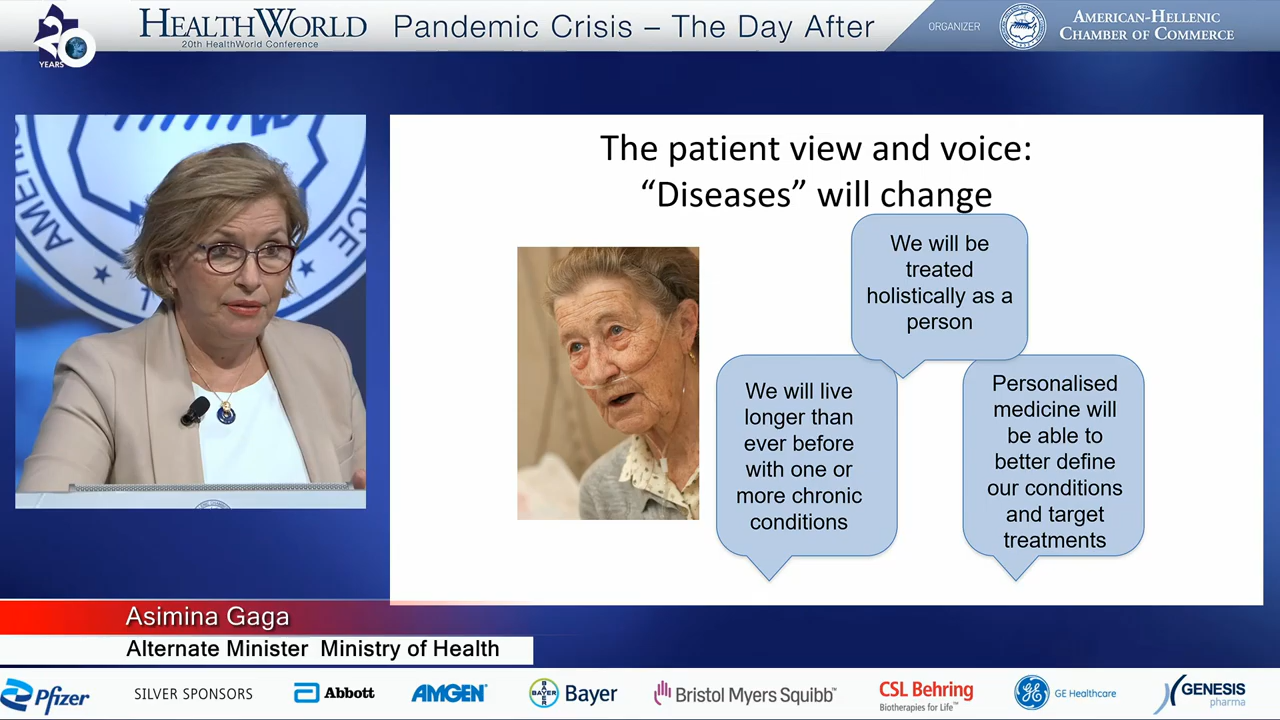 YEARS
HEALTHWORLD
20th HealthWorld Conference
Pandemic Crisis – The Day After
ORGANIZER
AMERICAN-HELLENIC
CHAMBER OF COMMERCE
The patient view and voice:
“Diseases” will change
We will be
treated
holistically as a
person
We will live
longer than
ever before
with one or
more chronic
conditions
Personalised
medicine will
be able to
better define
our conditions
and target
treatments
Asimina Gaga
Alternate Minister  Ministry of Health
Pfizer
SILVER SPONSORS
Abbott
AMGEN®
BAYER
BAYER
Bayer
Bristol Myers Squibb™
CSL Behring
Biotherapies for Life™
GE Healthcare
GENESIS
pharma